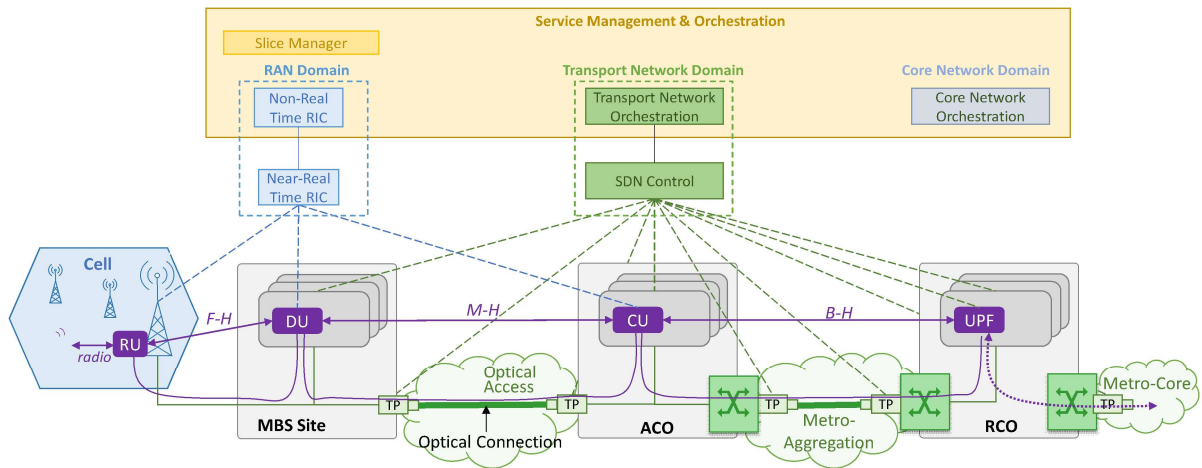 Service Management & Orchestration
Slice Manager
RAN Domain
Transport Network Domain
Core Network Domain
Non-Real
Time RIC
Transport Network
Orchestration
Core Network
Orchestration
Near-Real
Time RIC
SDN Control
Cell
F-H
M-H
B-H
DU
CU
UPF
RU
radio
Optical
Access
Metro-Core
TP
TP
TP
TP
TP
Metro-
Aggregation
MBS Site
Optical Connection
ACO
RCO